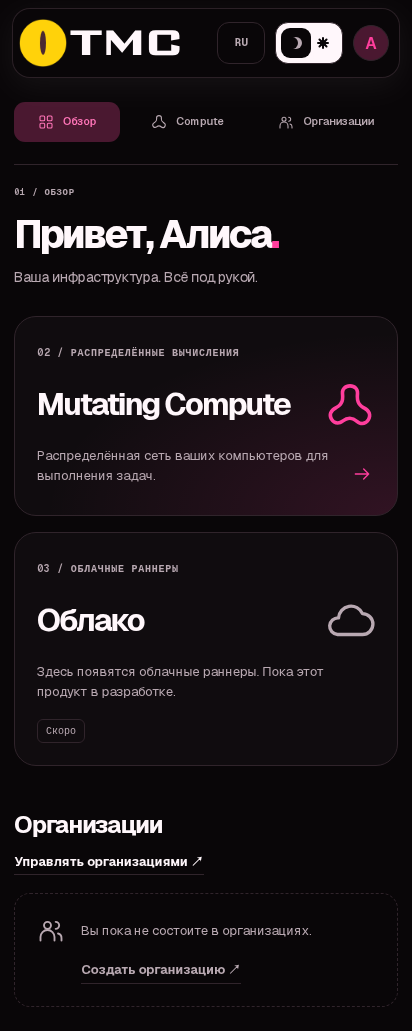 TMC
RU
A
Обзор
Compute
Организации
01 / ОБЗОР
Привет, Алиса.
Ваша инфраструктура. Всё под рукой.
02 / РАСПРЕДЕЛЁННЫЕ ВЫЧИСЛЕНИЯ
Mutating Compute
Распределённая сеть ваших компьютеров для
выполнения задач.
→
03 / ОБЛАЧНЫЕ РАННЕРЫ
Облако
Здесь появятся облачные раннеры. Пока этот
продукт в разработке.
Скоро
Организации
Управлять организациями ↗
Вы пока не состоите в организациях.
Создать организацию ↗